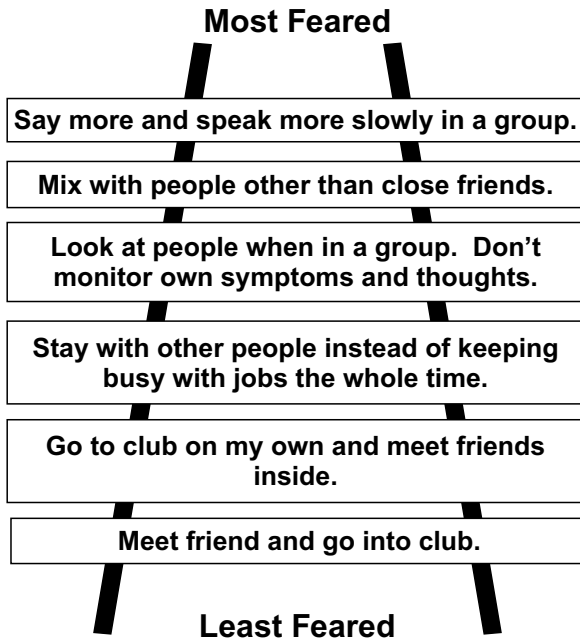 Most Feared
Say more and speak more slowly in a group.
Mix with people other than close friends.
Look at people when in a group.  Don’t
monitor own symptoms and thoughts.
Stay with other people instead of keeping
busy with jobs the whole time.
Go to club on my own and meet friends
inside.
Meet friend and go into club.
Least Feared